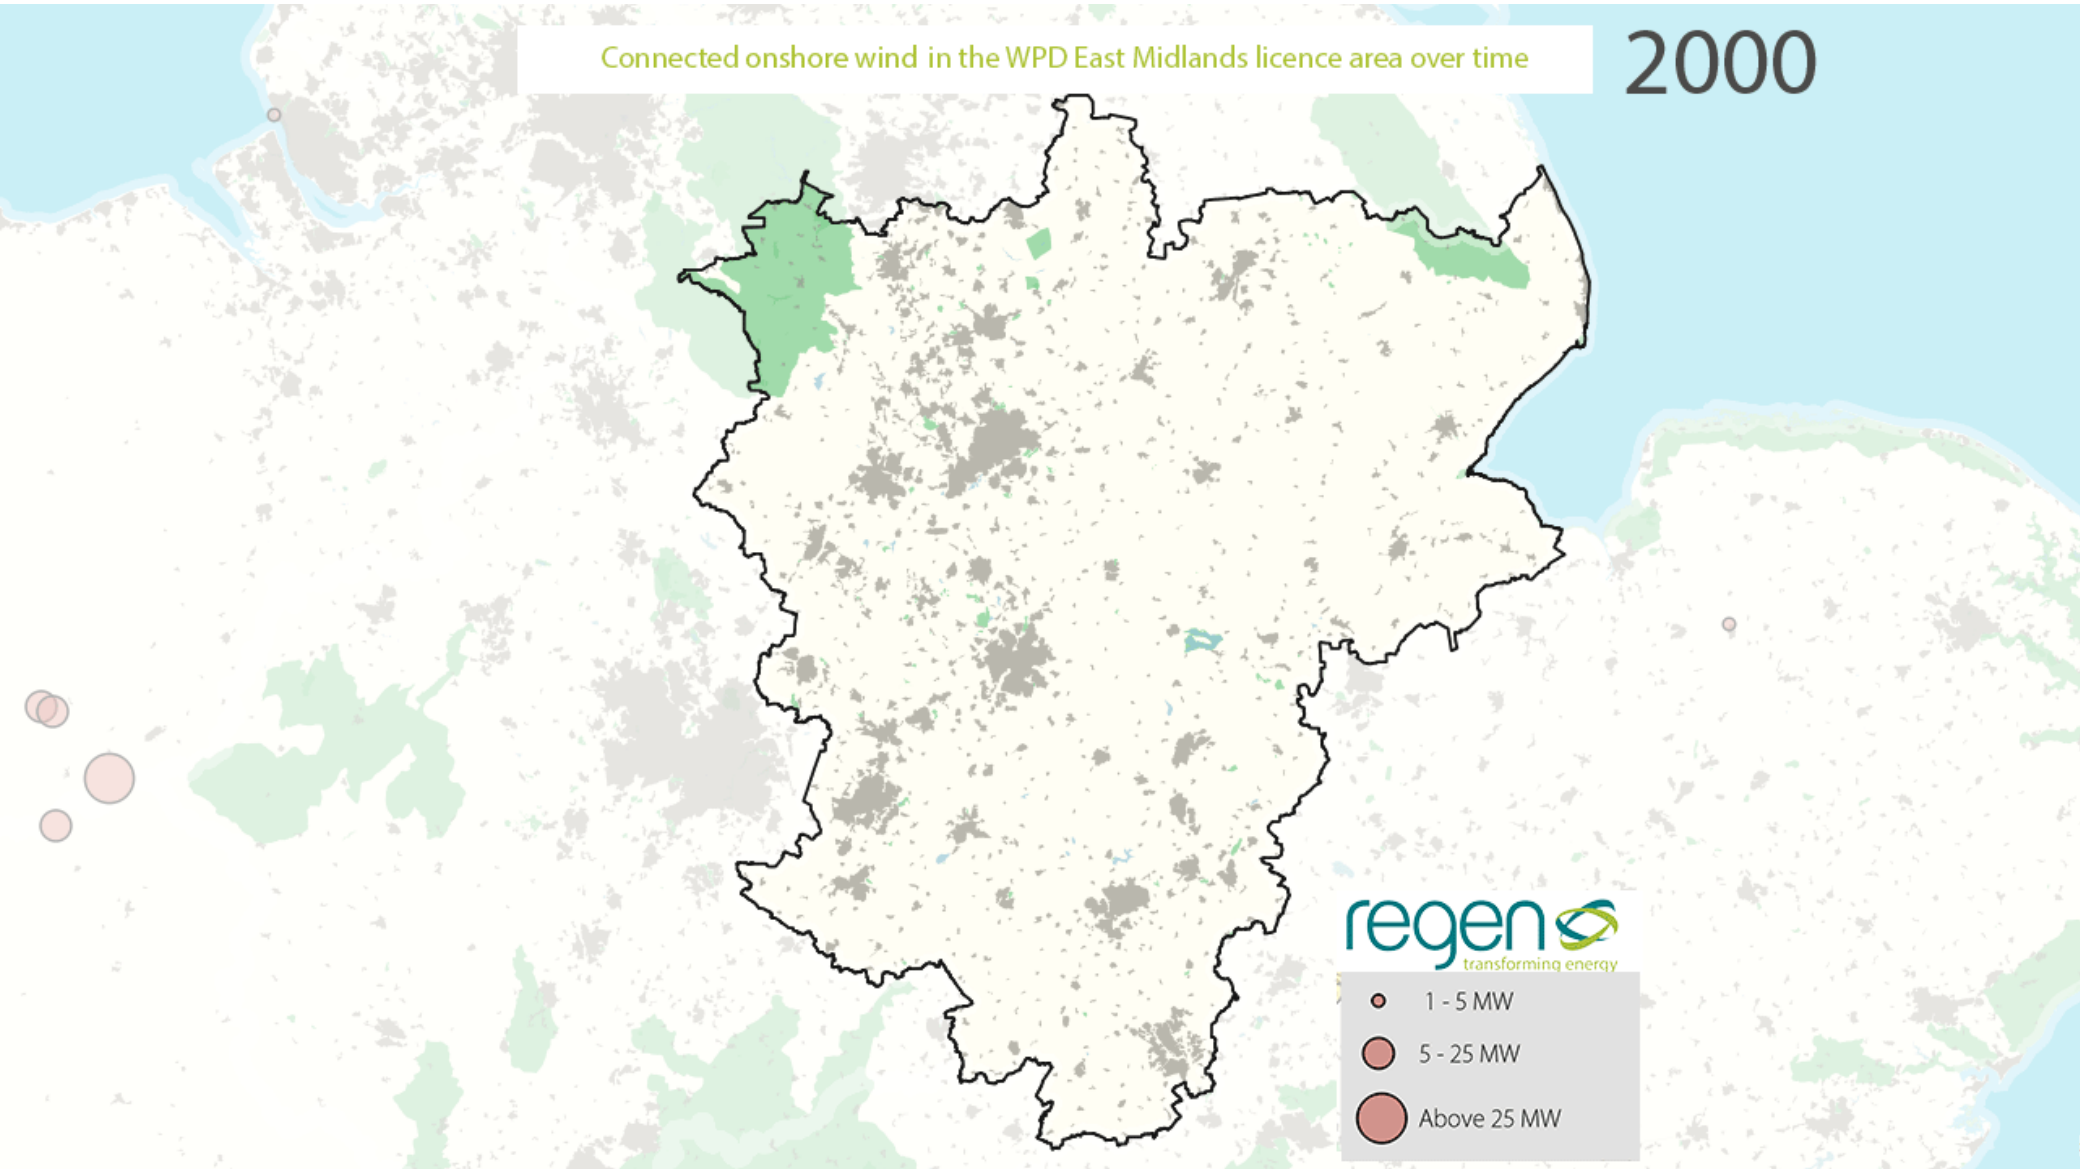 Connected onshore wind in the WPD East Midlands licence area over time
2000
regen
transforming energy
1 - 5 MW
5 - 25 MW
Above 25 MW